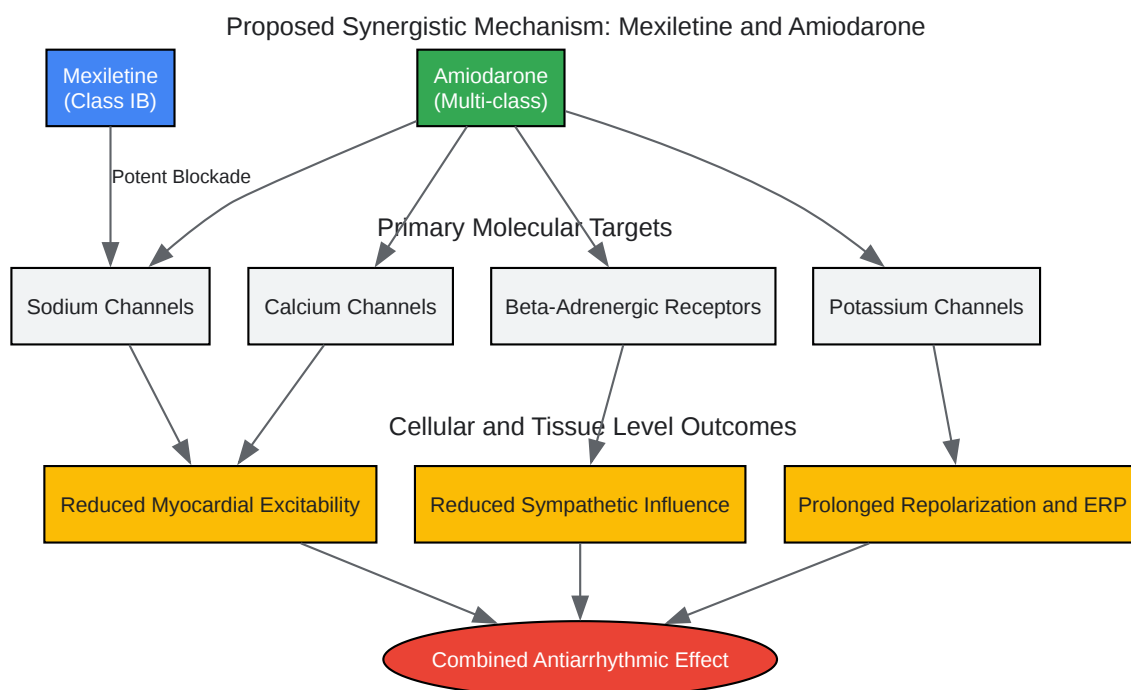 Proposed Synergistic Mechanism: Mexiletine and Amiodarone
Mexiletine
(Class IB)
Amiodarone
(Multi-class)
Potent Blockade
Primary Molecular Targets
Sodium Channels
Calcium Channels
Beta-Adrenergic Receptors
Potassium Channels
Cellular and Tissue Level Outcomes
Reduced Myocardial Excitability
Reduced Sympathetic Influence
Prolonged Repolarization and ERP
Combined Antiarrhythmic Effect